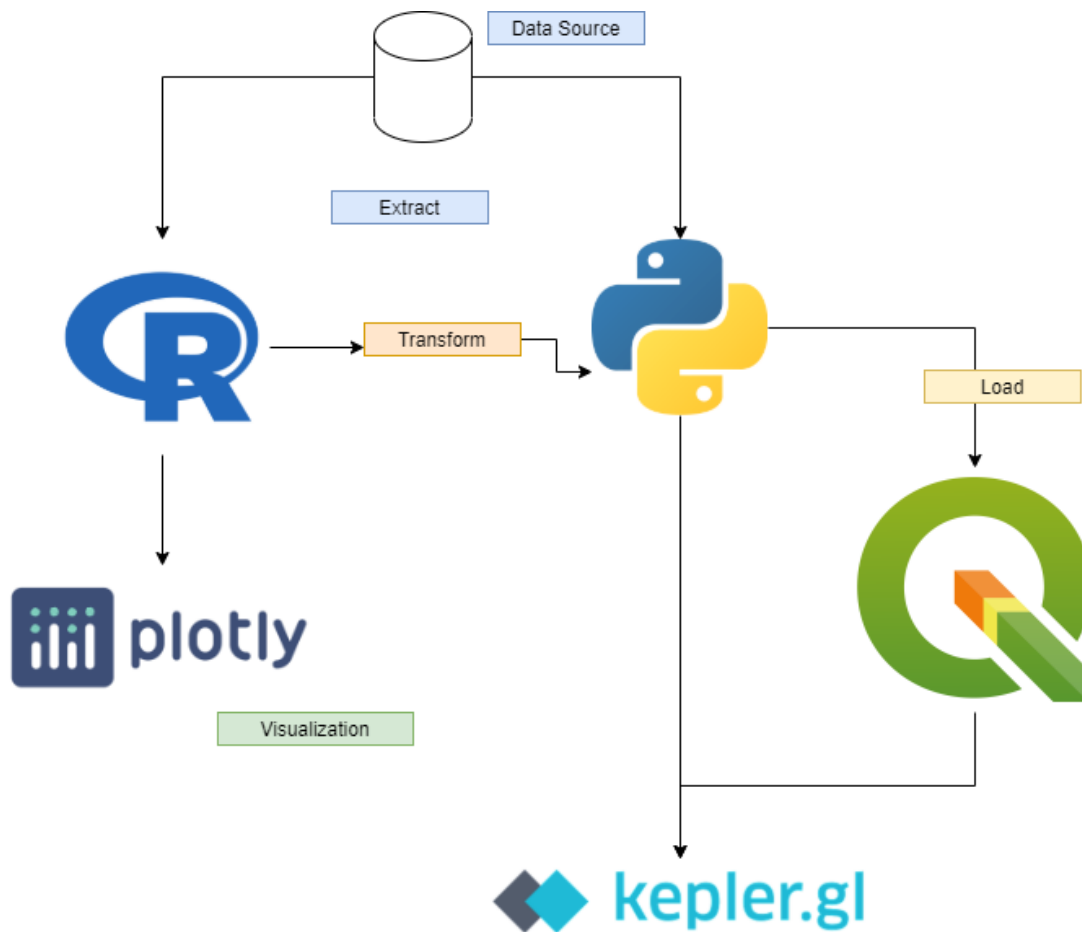 Data Source
Extract
R
Transform
Load
plotly
Visualization
kepler.gl